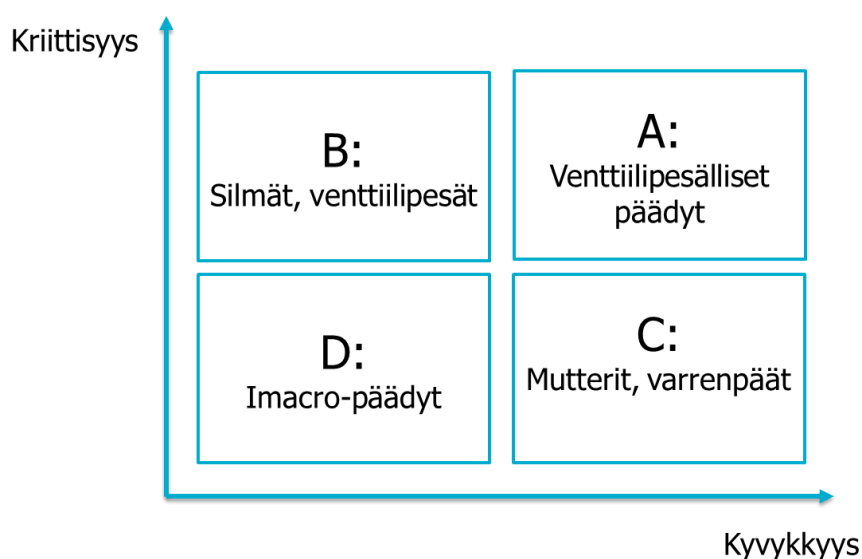 Kriittisyys
B:
Silmät, venttiilipesät
A:
Venttiilipesälliset
päädyt
D:
Imacro-päädyt
C:
Mutterit, varrenpäät
Kyvykkyys